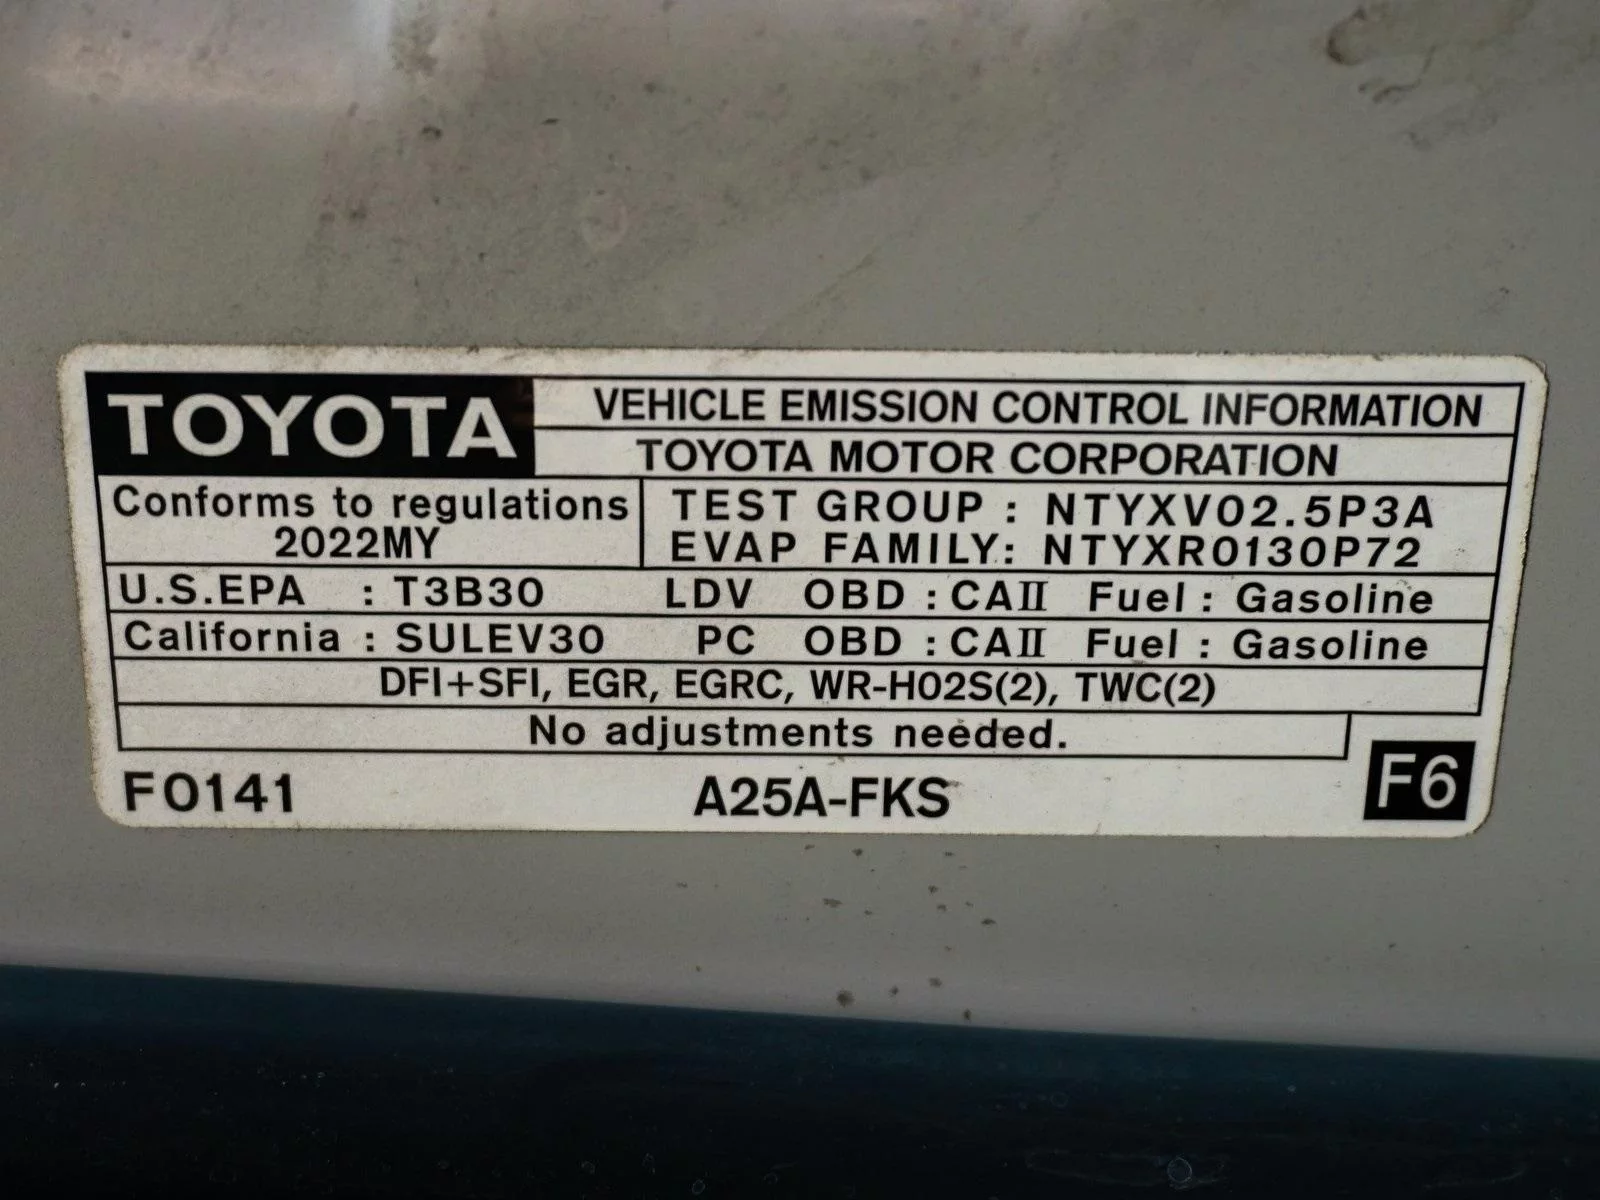 TOYOTA VEHICLE EMISSION CONTROL INFORMATION
TOYOTA MOTOR CORPORATION
Conforms to regulations
2022MY
TEST GROUP : NTYXV02.5P3A
EVAP FAMILY: NTYXR0130P72
U.S.EPA : T3B30 LDV OBD : CAII Fuel : Gasoline
California : SULEV30 PC OBD : CAII Fuel : Gasoline
DFI+SFI, EGR, EGRC, WR-HO2S(2), TWC(2)
No adjustments needed.
F0141 A25A-FKS F6